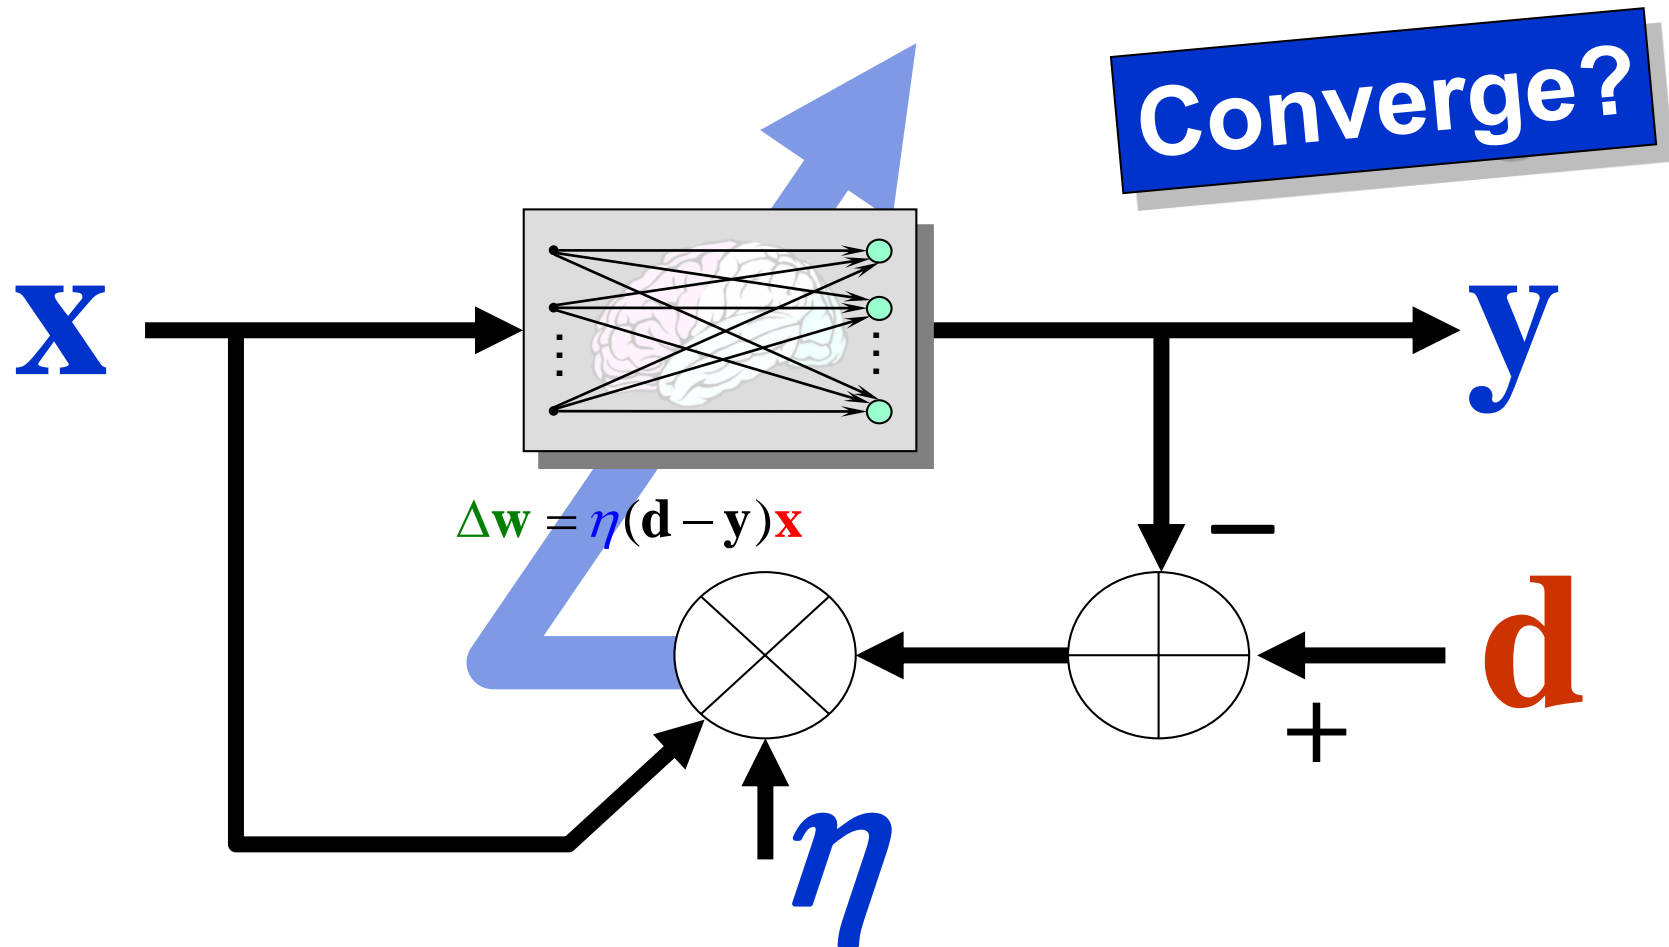 Converge?
x
y
Δw = η(d − y)x
−
d
+
η